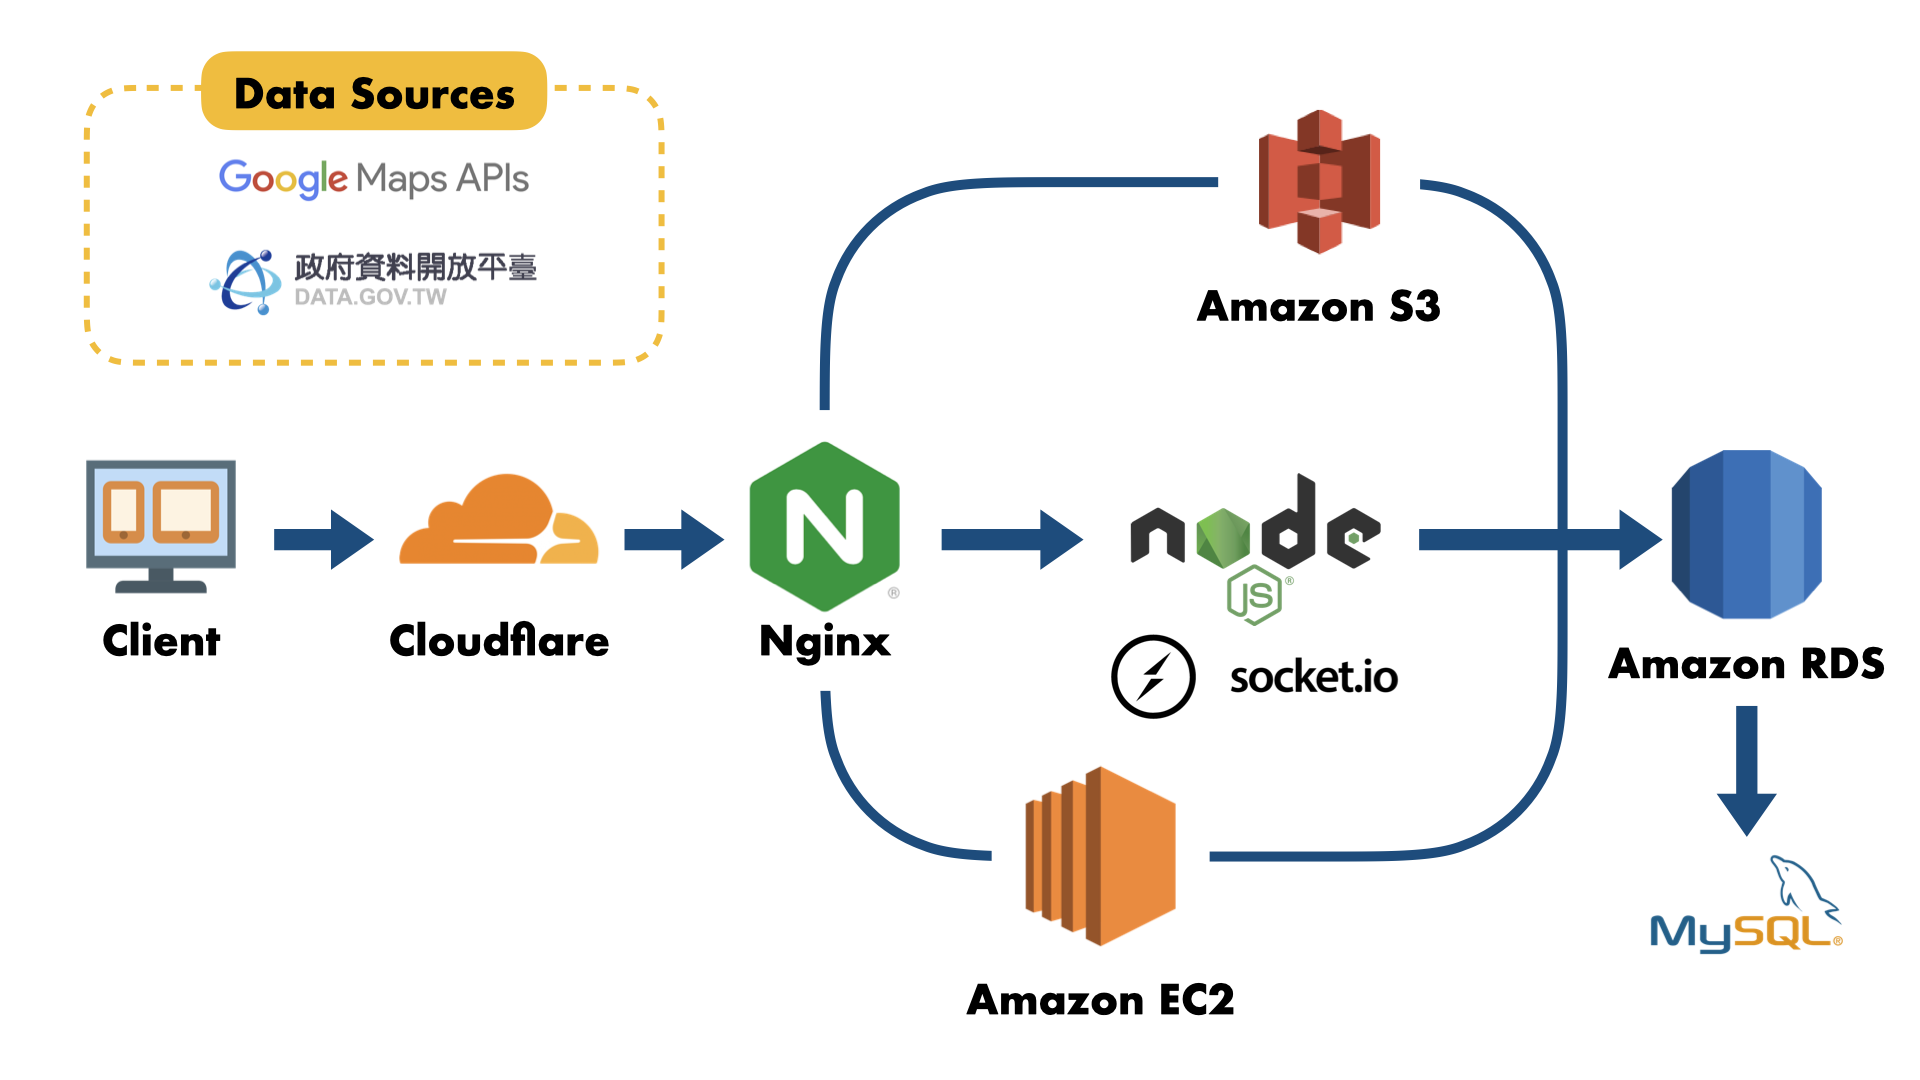 Data Sources
Google Maps APIs
政府資料開放平臺
DATA.GOV.TW
Amazon S3
N
®
node
JS
®
Client
Cloudflare
Nginx
socket.io
Amazon RDS
MySQL®
Amazon EC2